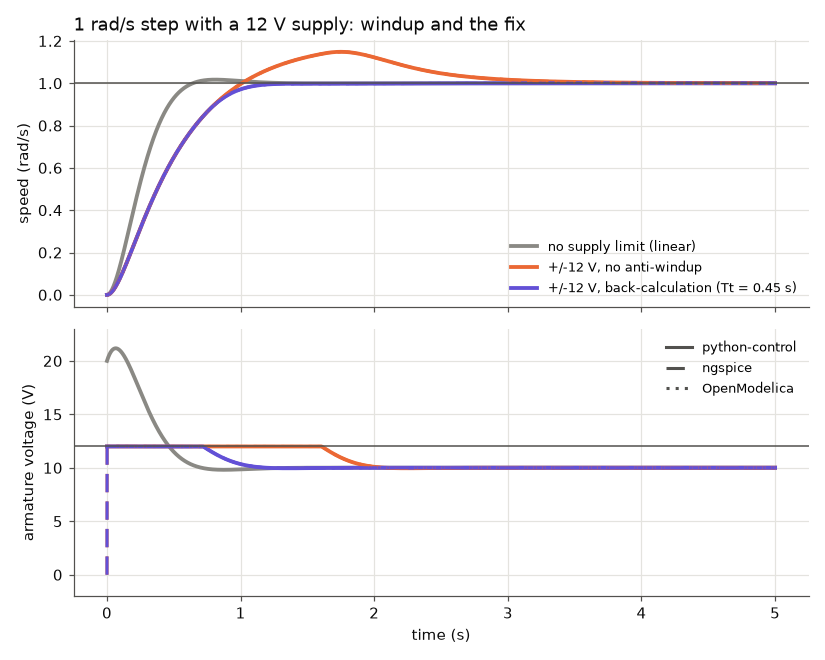 1 rad/s step with a 12 V supply: windup and the fix
1.2
1.0
0.8
0.6
0.4
0.2
0.0
speed (rad/s)
no supply limit (linear)
+/-12 V, no anti-windup
+/-12 V, back-calculation (Tt = 0.45 s)
20
15
10
5
0
armature voltage (V)
python-control
ngspice
OpenModelica
0 1 2 3 4 5
time (s)